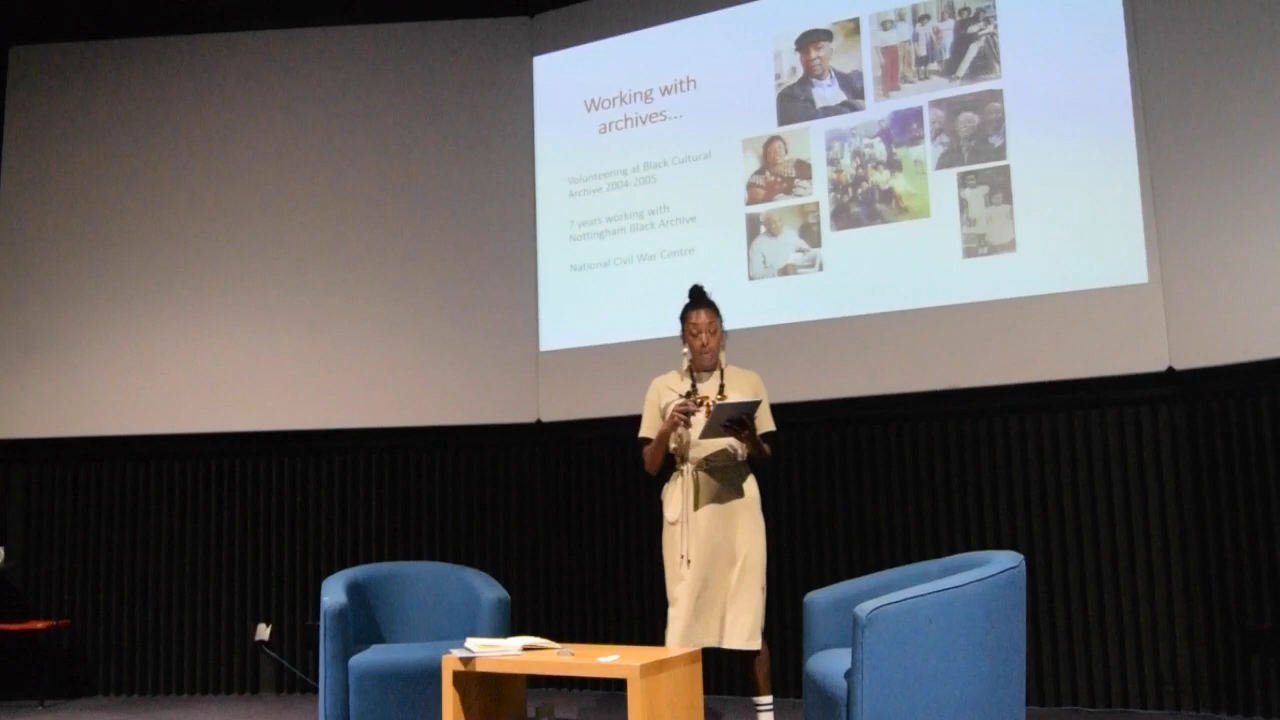 Working with
archives...
Volunteering at Black Cultural
Archive 2004-2005
7 years working with
Nottingham Black Archive
National Civil War Centre